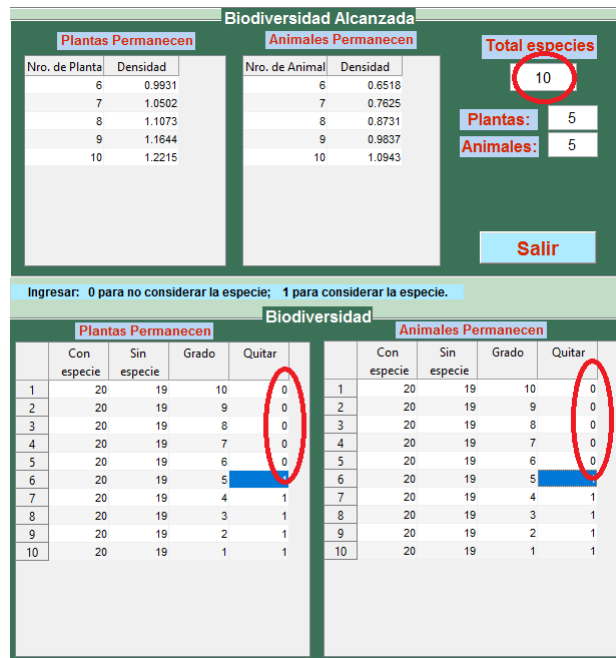 Biodiversidad Alcanzada
Plantas Permanecen
Animales Permanecen
Total especies
10
Nro. de Planta Densidad
6 0.9931
7 1.0502
8 1.1073
9 1.1644
10 1.2215
Nro. de Animal Densidad
6 0.6518
7 0.7625
8 0.8731
9 0.9837
10 1.0943
Plantas: 5
Animales: 5
Salir
Ingresar: 0 para no considerar la especie; 1 para considerar la especie.
Biodiversidad
Plantas Permanecen
Con especie Sin especie Grado Quitar
1 20 19 10 0
2 20 19 9 0
3 20 19 8 0
4 20 19 7 0
5 20 19 6 0
6 20 19 5
7 20 19 4 1
8 20 19 3 1
9 20 19 2 1
10 20 19 1 1
Animales Permanecen
Con especie Sin especie Grado Quitar
1 20 19 10 0
2 20 19 9 0
3 20 19 8 0
4 20 19 7 0
5 20 19 6 0
6 20 19 5
7 20 19 4 1
8 20 19 3 1
9 20 19 2 1
10 20 19 1 1